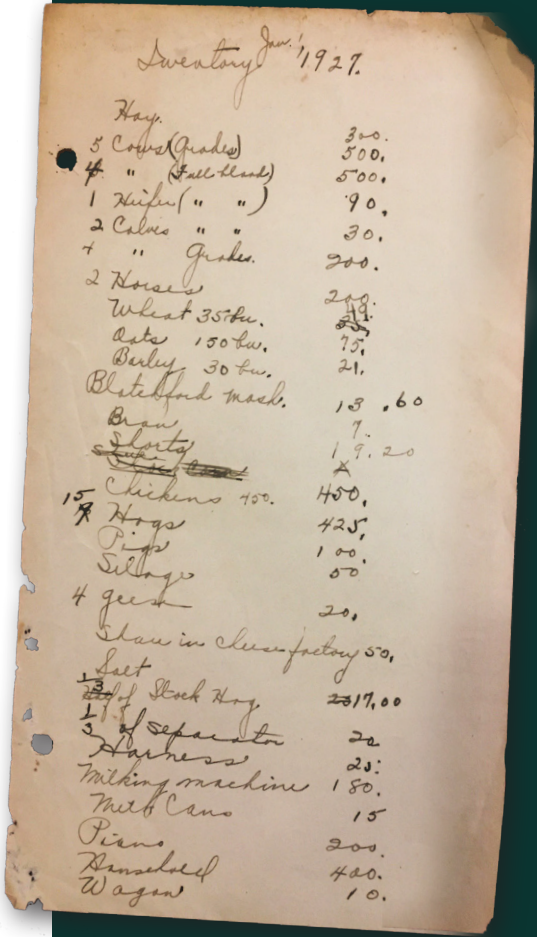 Inventory Jan. 1, 1927.
Hay. 300.
5 Cows (Grades) 500.
4 " (Full blood) 500.
1 Heifer ( " " ) 90.
2 Calves " " 30.
4 " Grades. 200.
2 Horses 200.
Wheat 35 bu. 49.
Oats 150 bu. 75.
Barley 30 bu. 21.
Blatchford mash. 13.60
Bran 7.
Shorts 19.20
Chickens 450. 450.
15 Hogs 425.
Pigs 100.
Silage 50
4 geese 20.
Share in cheese factory 50.
Salt
1/3 of Stock Hog 17.00
1/3 of separator 20
Harness 25.
Milking machine 180.
Milk Cans 15
Piano 200.
Household 400.
Wagon 10.